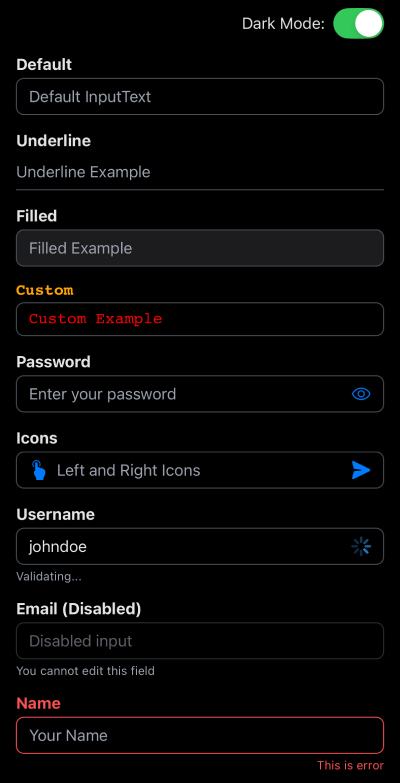 Dark Mode:
Default
Default InputText
Underline
Underline Example
Filled
Filled Example
Custom
Custom Example
Password
Enter your password
Icons
Left and Right Icons
Username
johndoe
Validating...
Email (Disabled)
Disabled input
You cannot edit this field
Name
Your Name
This is error